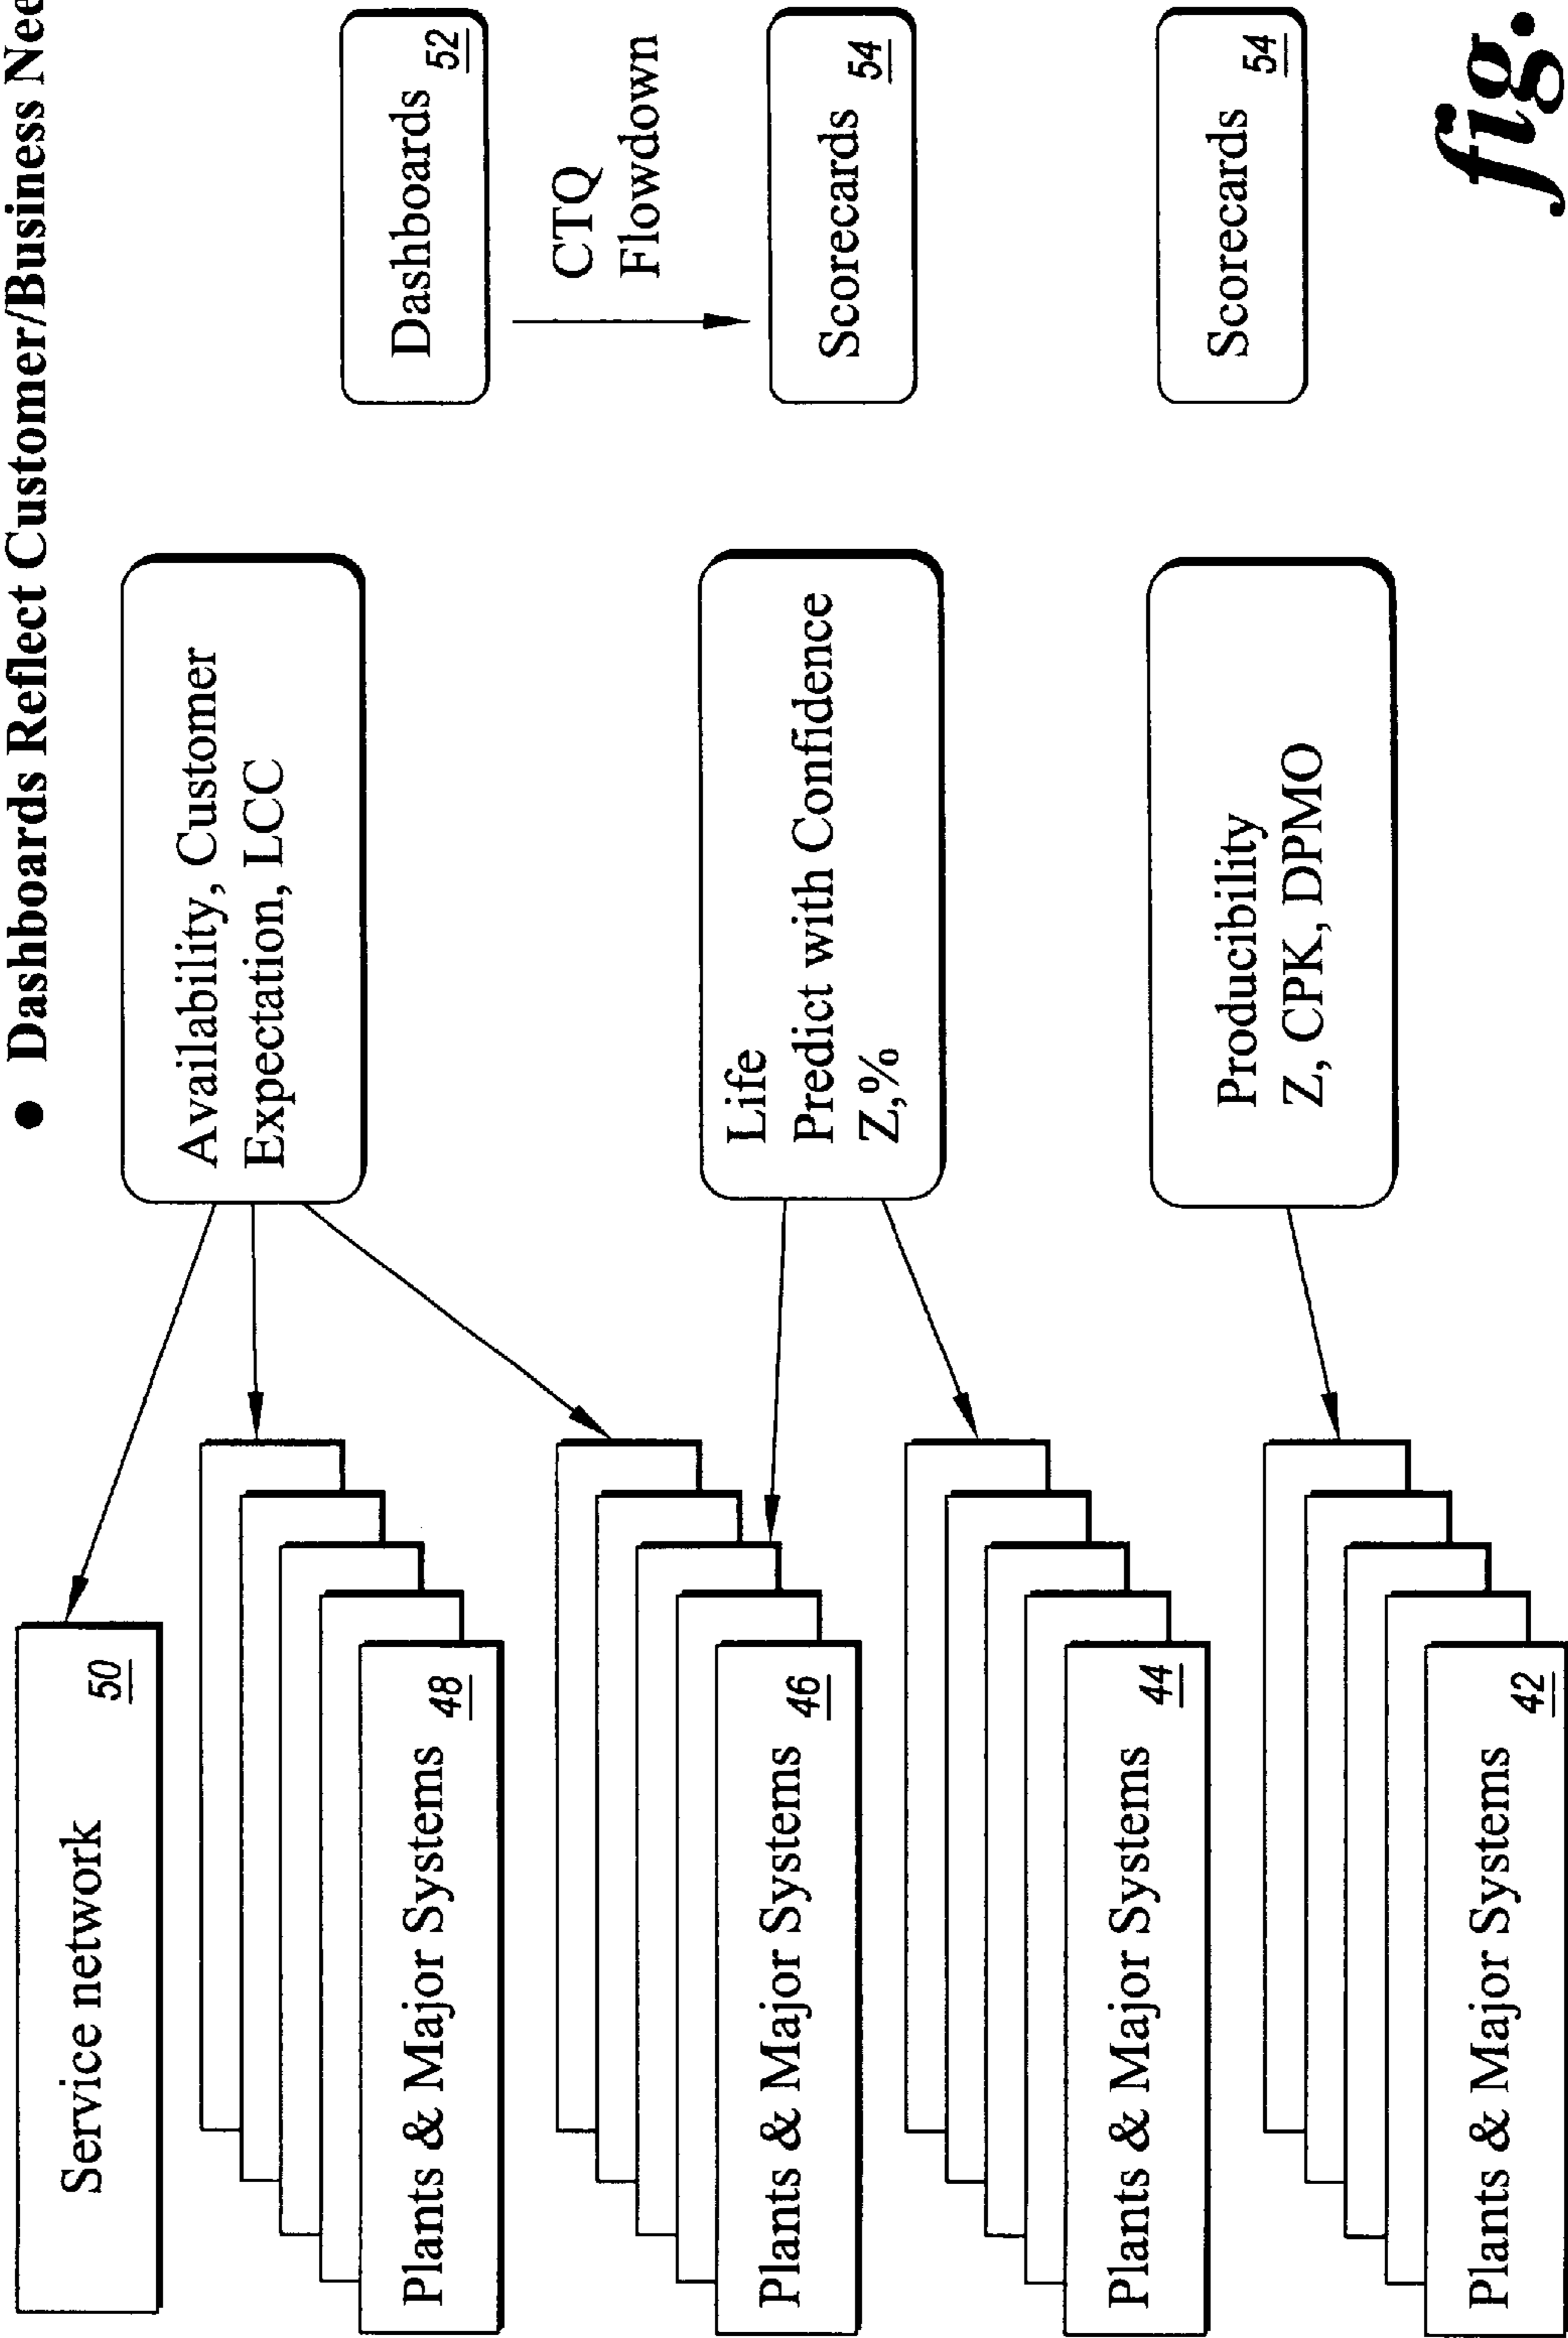 ● Dashboards Reflect Customer/Business
Service network
50
Plants & Major Systems
48
Plants & Major Systems
46
Plants & Major Systems
44
Plants & Major Systems
42
Availability, Customer
Expectation, LCC
Life
Predict with Confidence
Z,%
Producibility
Z, CPK, DPMO
Dashboards
52
CTQ
Flowdown
Scorecards
54
Scorecards
54
fig.